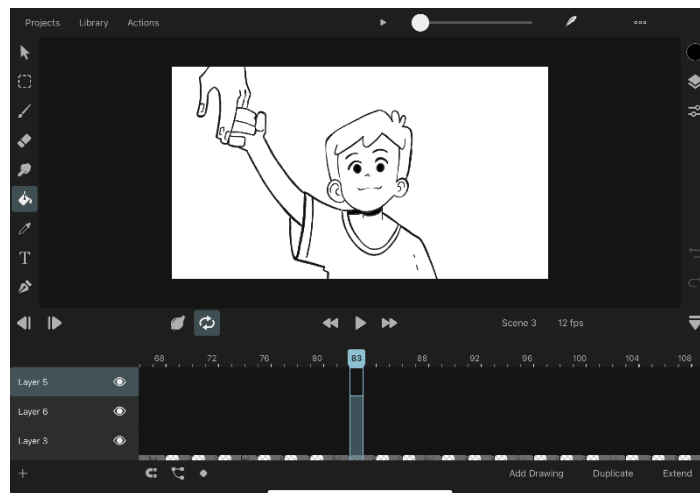 Projects Library Actions
T
Scene 3 12 fps
68 72 76 80 83 88 92 96 100 104 108
Layer 5
Layer 6
Layer 3
Add Drawing Duplicate Extend